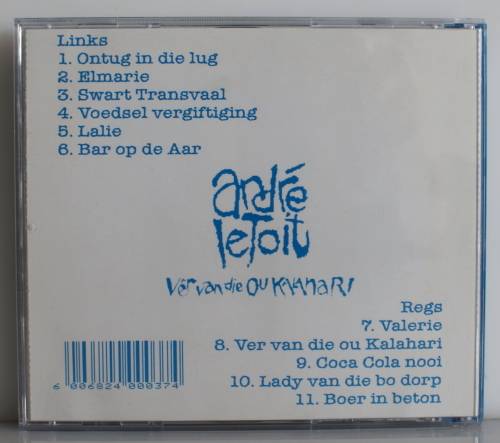 Links
1. Ontug in die lug
2. Elmarie
3. Swart Transvaal
4. Voedsel vergiftiging
5. Lalie
6. Bar op de Aar
andré
leToit
Ver van die OU KALAHARI
Regs
7. Valerie
8. Ver van die ou Kalahari
9. Coca Cola nooi
10. Lady van die bo dorp
11. Boer in beton
6 006824 000374